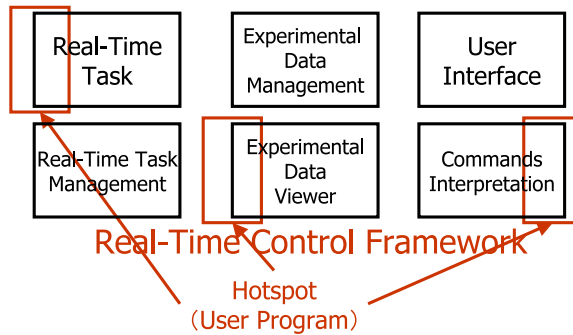 Real-Time
Task
Experimental
Data
Management
User
Interface
Real-Time Task
Management
Experimental
Data
Viewer
Commands
Interpretation
Real-Time Control Framework
Hotspot
（User Program）